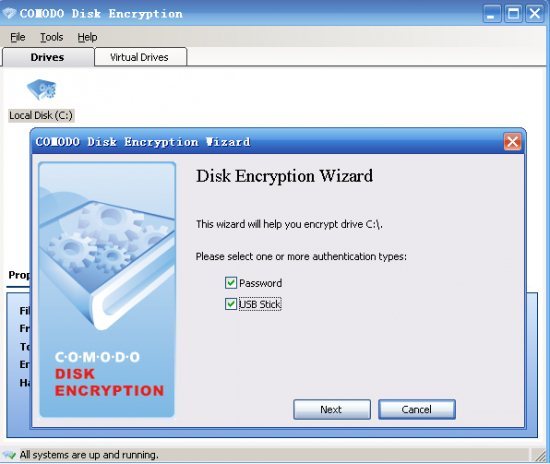 COMODO Disk Encryption
File Tools Help
Drives Virtual Drives
Local Disk (C:)
COMODO Disk Encryption Wizard
Disk Encryption Wizard
This wizard will help you encrypt drive C:\.
Please select one or more authentication types:
Password
USB Stick
Prop
Fil
Fr
To
En
Ha
C·O·M·O·D·O
DISK
ENCRYPTION
Next Cancel
All systems are up and running.